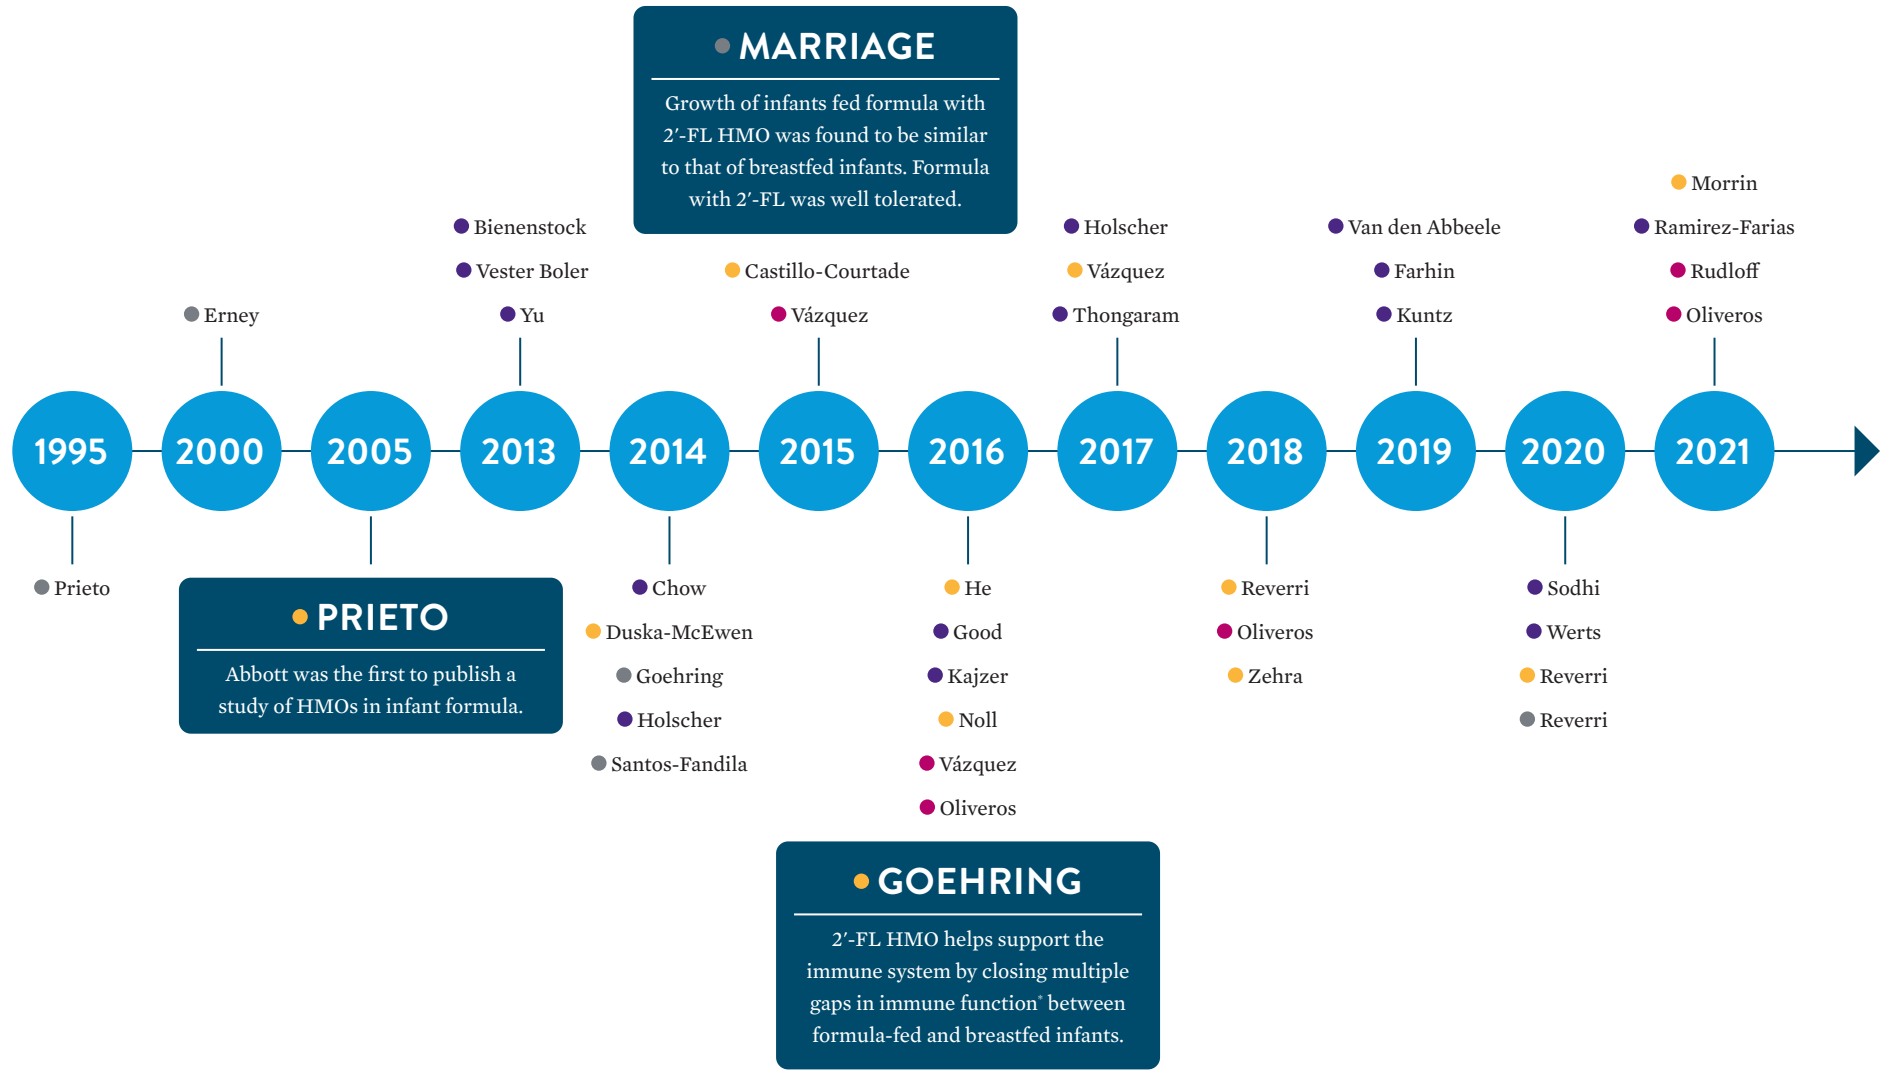 MARRIAGE
Growth of infants fed formula with
2′-FL HMO was found to be similar
to that of breastfed infants. Formula
with 2′-FL was well tolerated.
Erney
Bienenstock
Vester Boler
Yu
Castillo-Courtade
Vázquez
Holscher
Vázquez
Thongaram
Van den Abbeele
Farhin
Kuntz
Morrin
Ramirez-Farias
Rudloff
Oliveros
1995
2000
2005
2013
2014
2015
2016
2017
2018
2019
2020
2021
Prieto
PRIETO
Abbott was the first to publish a
study of HMOs in infant formula.
Chow
Duska-McEwen
Goehring
Holscher
Santos-Fandila
He
Good
Kajzer
Noll
Vázquez
Oliveros
GOEHRING
2′-FL HMO helps support the
immune system by closing multiple
gaps in immune function* between
formula-fed and breastfed infants.
Reverri
Oliveros
Zehra
Sodhi
Werts
Reverri
Reverri